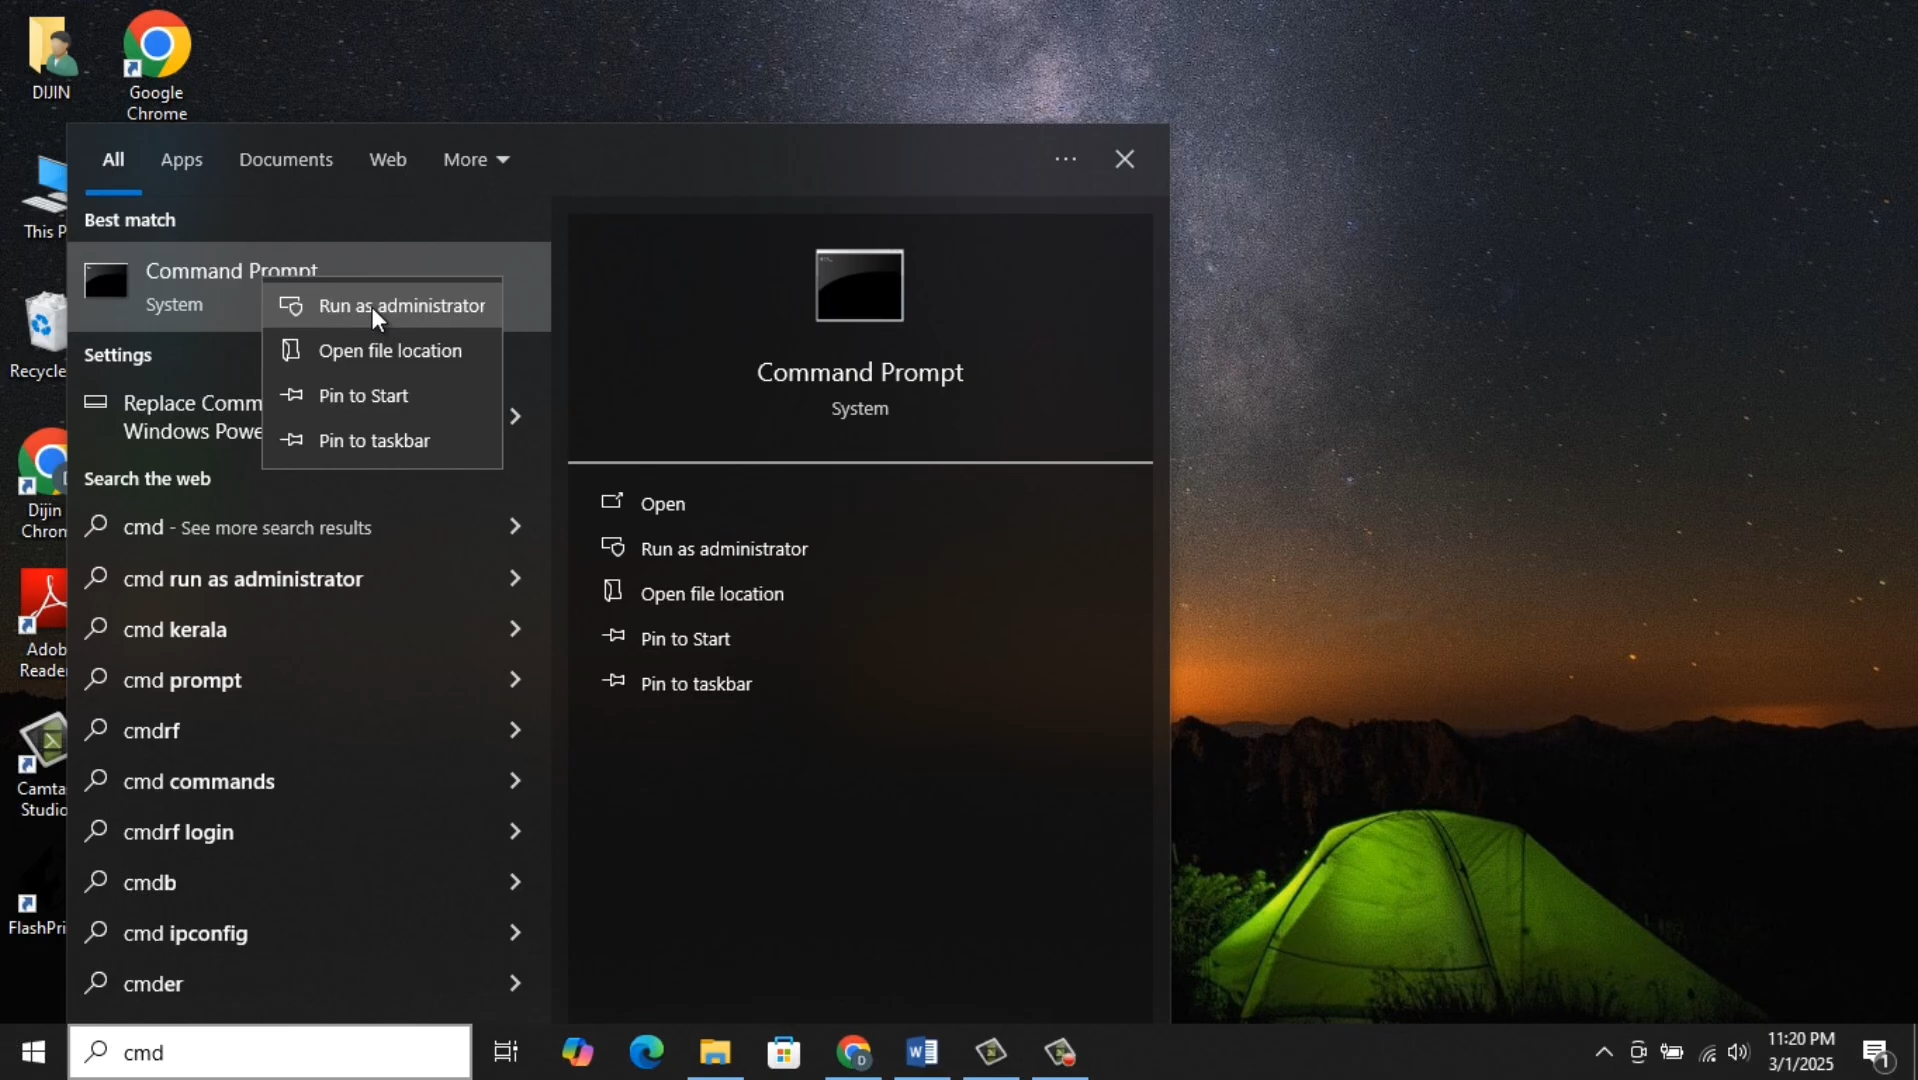 DIJIN
Google
Chrome
This P
Recycle
Dijin
Chrom
Adob
Reader
Camta
Studio
FlashPri
All
Apps
Documents
Web
More
Best match
Command Prompt
System
Run as administrator
Open file location
Pin to Start
Pin to taskbar
Settings
Replace Comm
Windows Powe
Search the web
cmd - See more search results
cmd run as administrator
cmd kerala
cmd prompt
cmdrf
cmd commands
cmdrf login
cmdb
cmd ipconfig
cmder
Command Prompt
System
Open
Run as administrator
Open file location
Pin to Start
Pin to taskbar
cmd
11:20 PM
3/1/2025
1